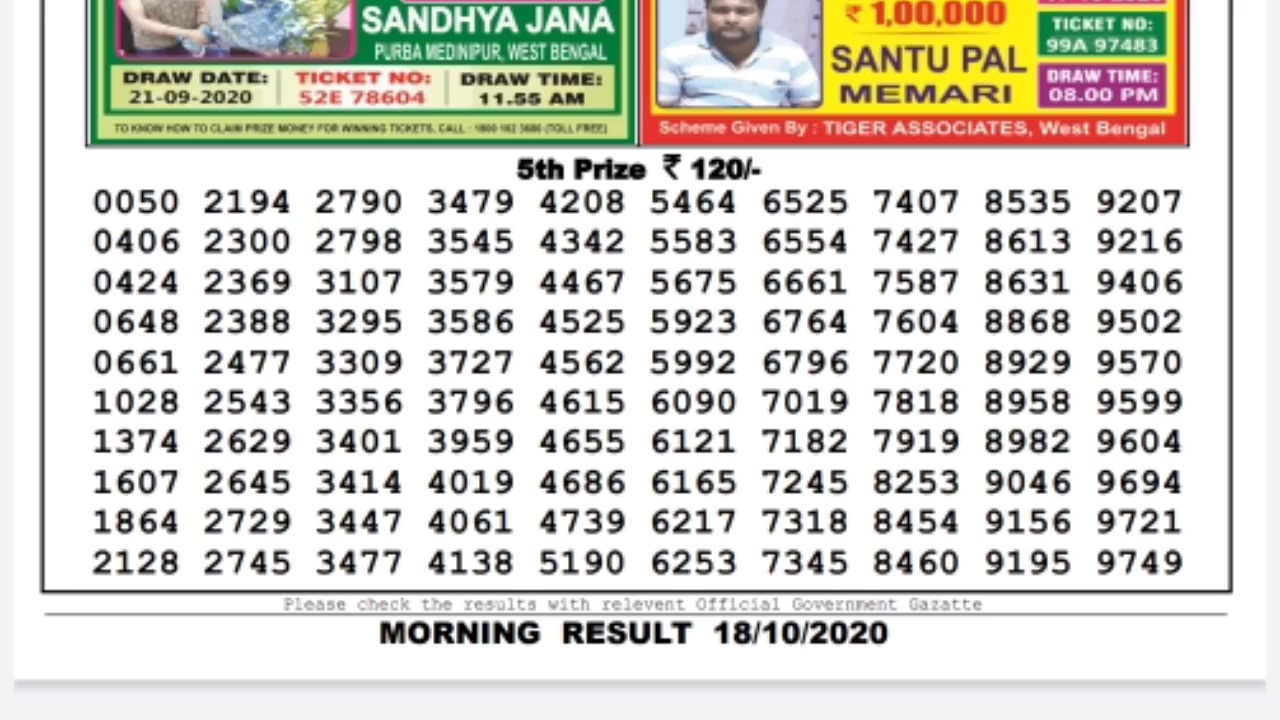 SANDHYA JANA
PURBA MEDINIPUR, WEST BENGAL
DRAW DATE: TICKET NO: DRAW TIME:
21-09-2020 52E 78604 11.55 AM
TO KNOW HOW TO CLAIM PRIZE MONEY FOR WINNING TICKETS, CALL : (TOLL FREE)
₹ 1,00,000
SANTU PAL
MEMARI
TICKET NO:
99A 97483
DRAW TIME:
08.00 PM
Scheme Given By : TIGER ASSOCIATES, West Bengal
5th Prize ₹ 120/-
0050 2194 2790 3479 4208 5464 6525 7407 8535 9207
0406 2300 2798 3545 4342 5583 6554 7427 8613 9216
0424 2369 3107 3579 4467 5675 6661 7587 8631 9406
0648 2388 3295 3586 4525 5923 6764 7604 8868 9502
0661 2477 3309 3727 4562 5992 6796 7720 8929 9570
1028 2543 3356 3796 4615 6090 7019 7818 8958 9599
1374 2629 3401 3959 4655 6121 7182 7919 8982 9604
1607 2645 3414 4019 4686 6165 7245 8253 9046 9694
1864 2729 3447 4061 4739 6217 7318 8454 9156 9721
2128 2745 3477 4138 5190 6253 7345 8460 9195 9749
Please check the results with relevent Official Government Gazatte
MORNING RESULT 18/10/2020